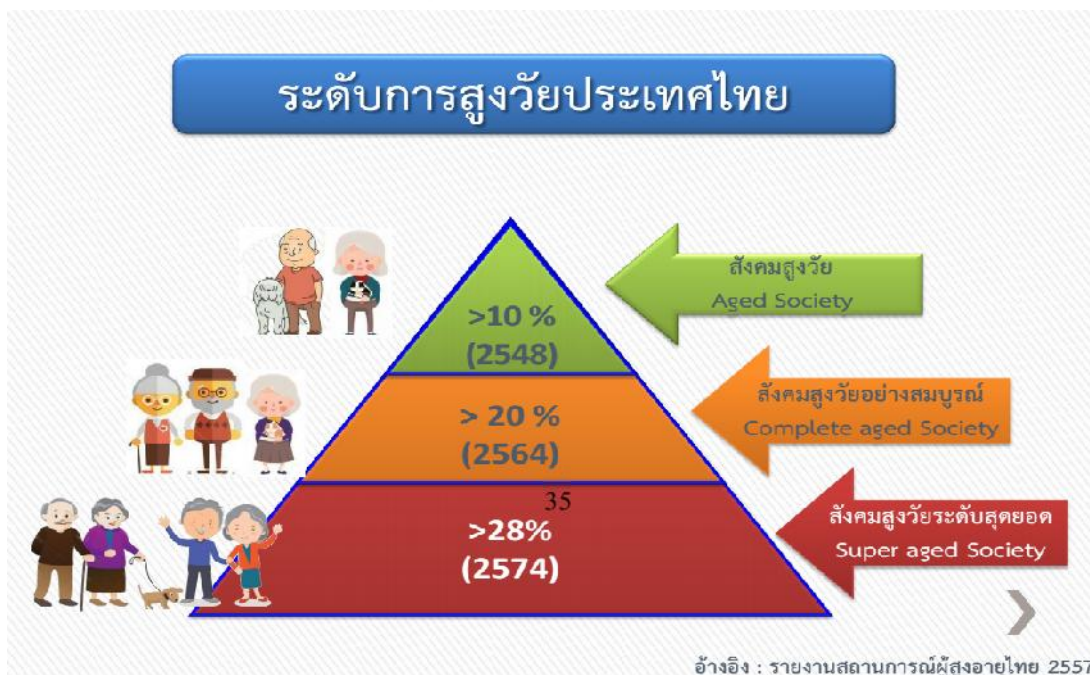 ระดับการสูงวัยประเทศไทย
>10 %
(2548)
สังคมสูงวัย
Aged Society
> 20 %
(2564)
สังคมสูงวัยอย่างสมบูรณ์
Complete aged Society
35
>28%
(2574)
สังคมสูงวัยระดับสุดยอด
Super aged Society
อ้างอิง : รายงานสถานการณ์ผู้สูงอายุไทย 2557